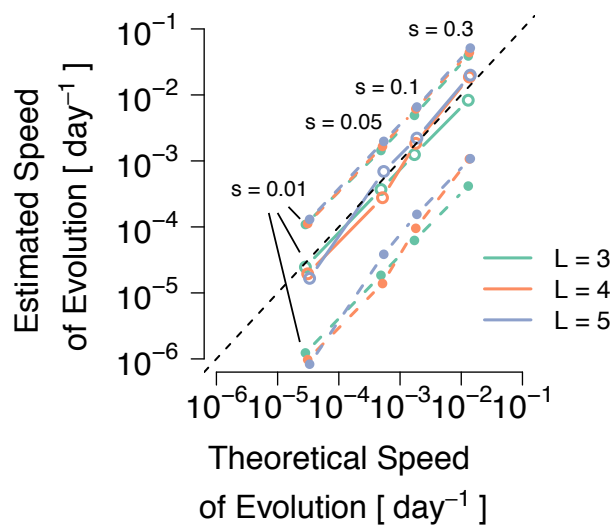 Estimated Speed
of Evolution [ day⁻¹ ]
10⁻¹
10⁻²
10⁻³
10⁻⁴
10⁻⁵
10⁻⁶
s = 0.3
s = 0.1
s = 0.05
s = 0.01
L = 3
L = 4
L = 5
10⁻⁶ 10⁻⁵ 10⁻⁴ 10⁻³ 10⁻² 10⁻¹
Theoretical Speed
of Evolution [ day⁻¹ ]